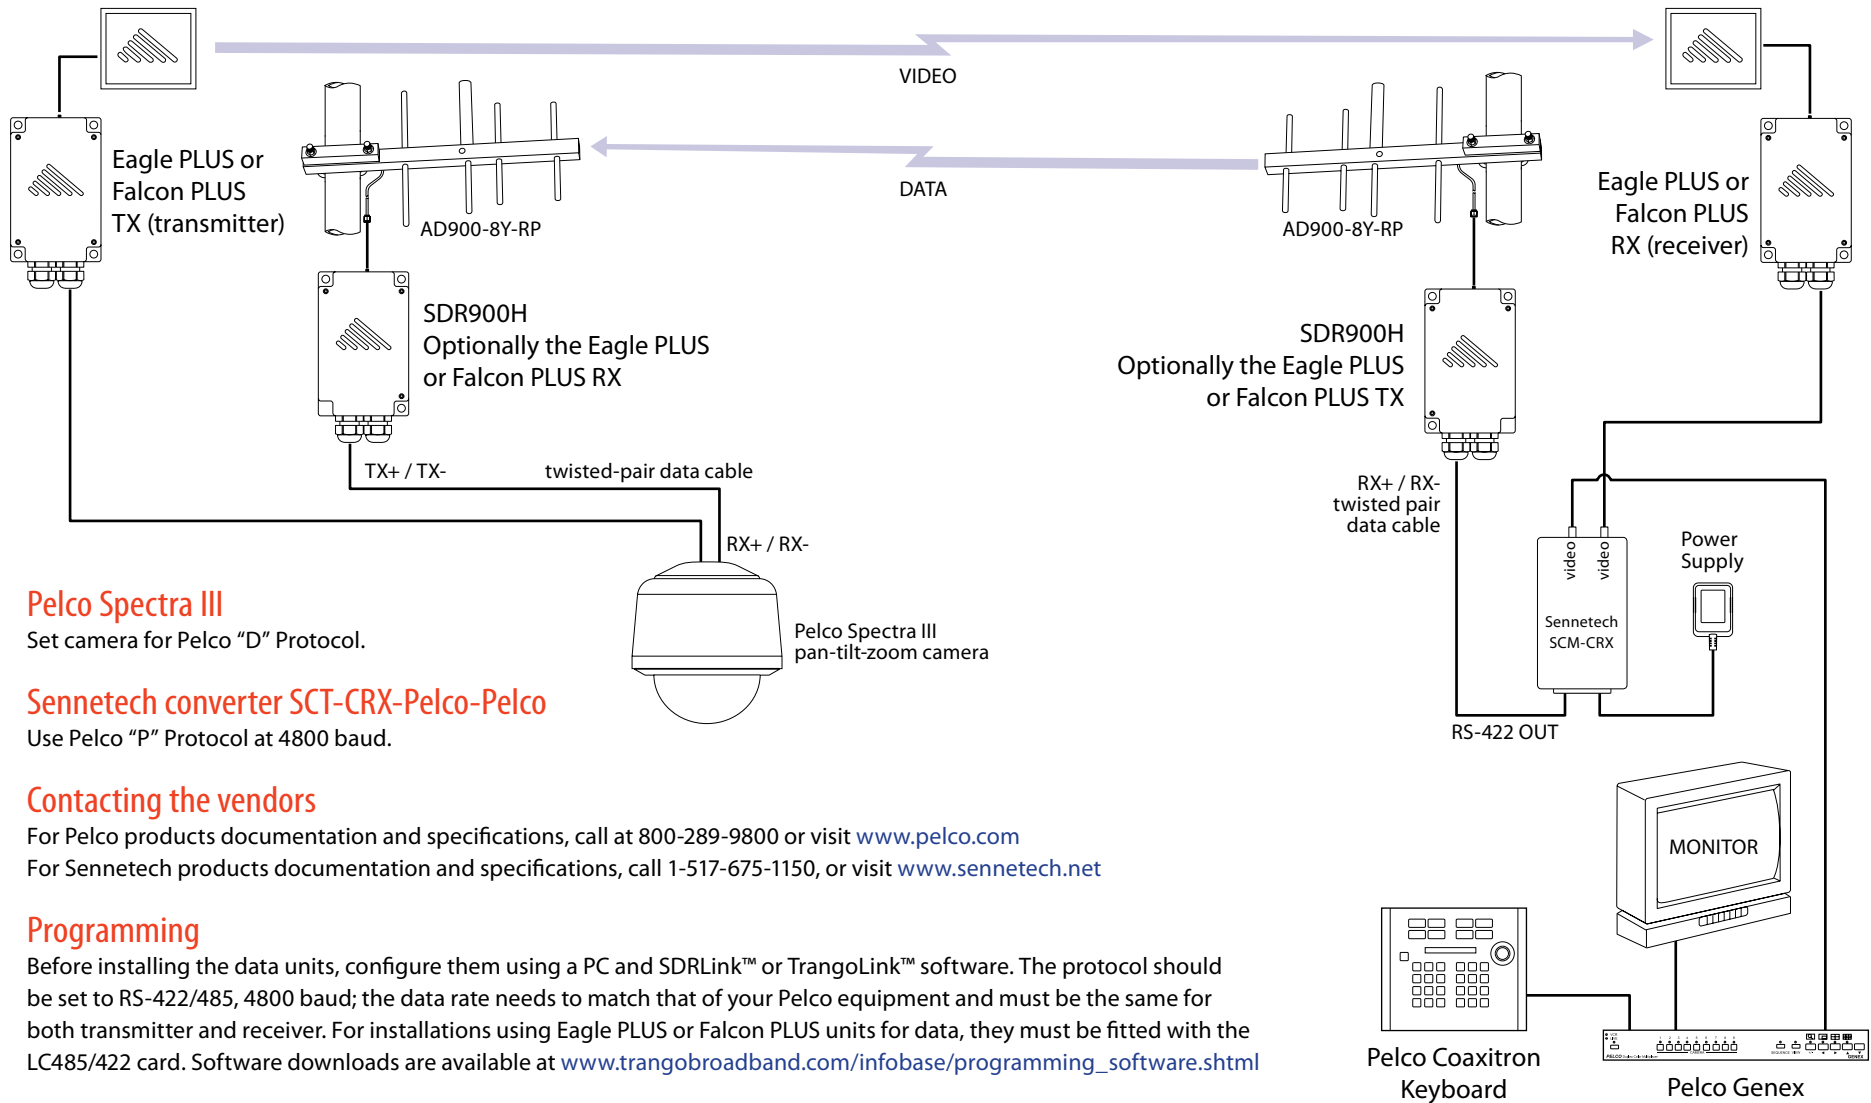 VIDEO
DATA
Eagle PLUS or
Falcon PLUS
TX (transmitter)
AD900-8Y-RP
AD900-8Y-RP
Eagle PLUS or
Falcon PLUS
RX (receiver)
SDR900H
Optionally the Eagle PLUS
or Falcon PLUS RX
SDR900H
Optionally the Eagle PLUS
or Falcon PLUS TX
TX+ / TX-
twisted-pair data cable
RX+ / RX-
RX+ / RX-
twisted pair
data cable
video
video
Sennetech
SCM-CRX
Power
Supply
RS-422 OUT
Pelco Spectra III
pan-tilt-zoom camera
Pelco Spectra III
Set camera for Pelco “D” Protocol.
Sennetech converter SCT-CRX-Pelco-Pelco
Use Pelco “P” Protocol at 4800 baud.
Contacting the vendors
For Pelco products documentation and specifications, call at 800-289-9800 or visit www.pelco.com
For Sennetech products documentation and specifications, call 1-517-675-1150, or visit www.sennetech.net
Programming
Before installing the data units, configure them using a PC and SDRLink™ or TrangoLink™ software. The protocol should
be set to RS-422/485, 4800 baud; the data rate needs to match that of your Pelco equipment and must be the same for
both transmitter and receiver. For installations using Eagle PLUS or Falcon PLUS units for data, they must be fitted with the
LC485/422 card. Software downloads are available at www.trangobroadband.com/infobase/programming_software.shtml
MONITOR
Pelco Coaxitron
Keyboard
PELCO
GENEX
Pelco Genex